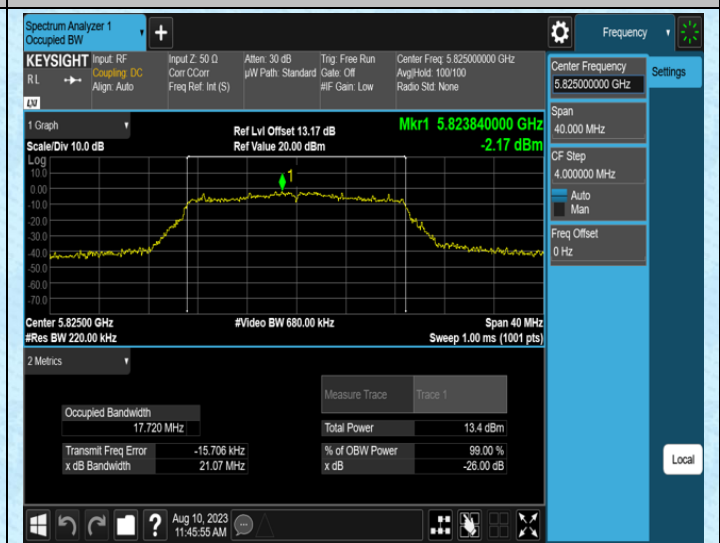 Spectrum Analyzer 1
Occupied BW
Frequency
KEYSIGHT
R L
LXI
Input: RF
Coupling: DC
Align: Auto
Input Z: 50 Ω
Corr CCorr
Freq Ref: Int (S)
Atten: 30 dB
µW Path: Standard
Trig: Free Run
Gate: Off
#IF Gain: Low
Center Freq: 5.825000000 GHz
Avg|Hold: 100/100
Radio Std: None
Center Frequency
5.825000000 GHz
Settings
Span
40.000 MHz
CF Step
4.000000 MHz
Auto
Man
Freq Offset
0 Hz
1 Graph
Scale/Div 10.0 dB
Ref Lvl Offset 13.17 dB
Ref Value 20.00 dBm
Mkr1 5.823840000 GHz
-2.17 dBm
Log
10.0
0.00
-10.0
-20.0
-30.0
-40.0
-50.0
-60.0
-70.0
1
Center 5.82500 GHz
#Res BW 220.00 kHz
#Video BW 680.00 kHz
Span 40 MHz
Sweep 1.00 ms (1001 pts)
2 Metrics
Measure Trace
Trace 1
Occupied Bandwidth
17.720 MHz
Total Power
13.4 dBm
Transmit Freq Error
-15.706 kHz
% of OBW Power
99.00 %
x dB Bandwidth
21.07 MHz
x dB
-26.00 dB
Local
?
Aug 10, 2023
11:45:55 AM